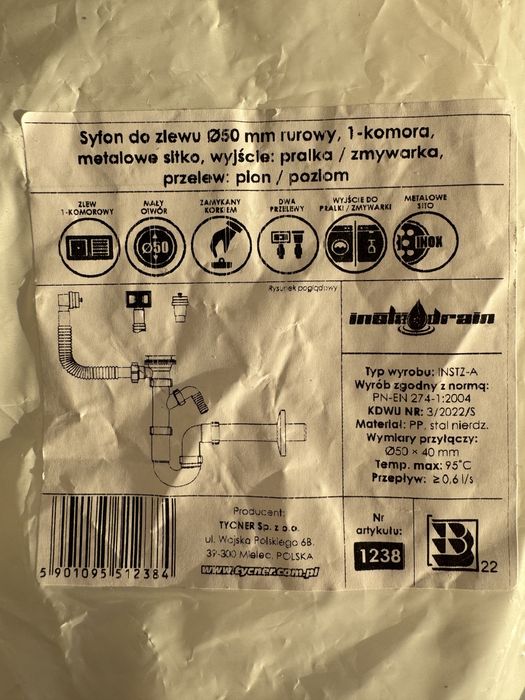 Syfon do zlewu Ø50 mm rurowy, 1-komora,
metalowe sitko, wyjście: pralka / zmywarka,
przelew: pion / poziom
ZLEW
1-KOMOROWY
MAŁY
OTWÓR
ZAMYKANY
KORKIEM
DWA
PRZELEWY
WYJŚCIE DO
PRALKI / ZMYWARKI
METALOWE
SITO
Ø50
INOX
Rysunek poglądowy
instadrain
Typ wyrobu: INSTZ-A
Wyrób zgodny z normą:
PN-EN 274-1:2004
KDWU NR: 3/2022/S
Materiał: PP, stal nierdz.
Wymiary przyłączy:
Ø50 × 40 mm
Temp. max: 95°C
Przepływ: ≥ 0,6 l/s
5 901095 512384
Producent:
TYCNER Sp. z o.o.
ul. Wojska Polskiego 6B,
39-300 Mielec, POLSKA
www.tycner.com.pl
Nr
artykułu:
1238
B
22